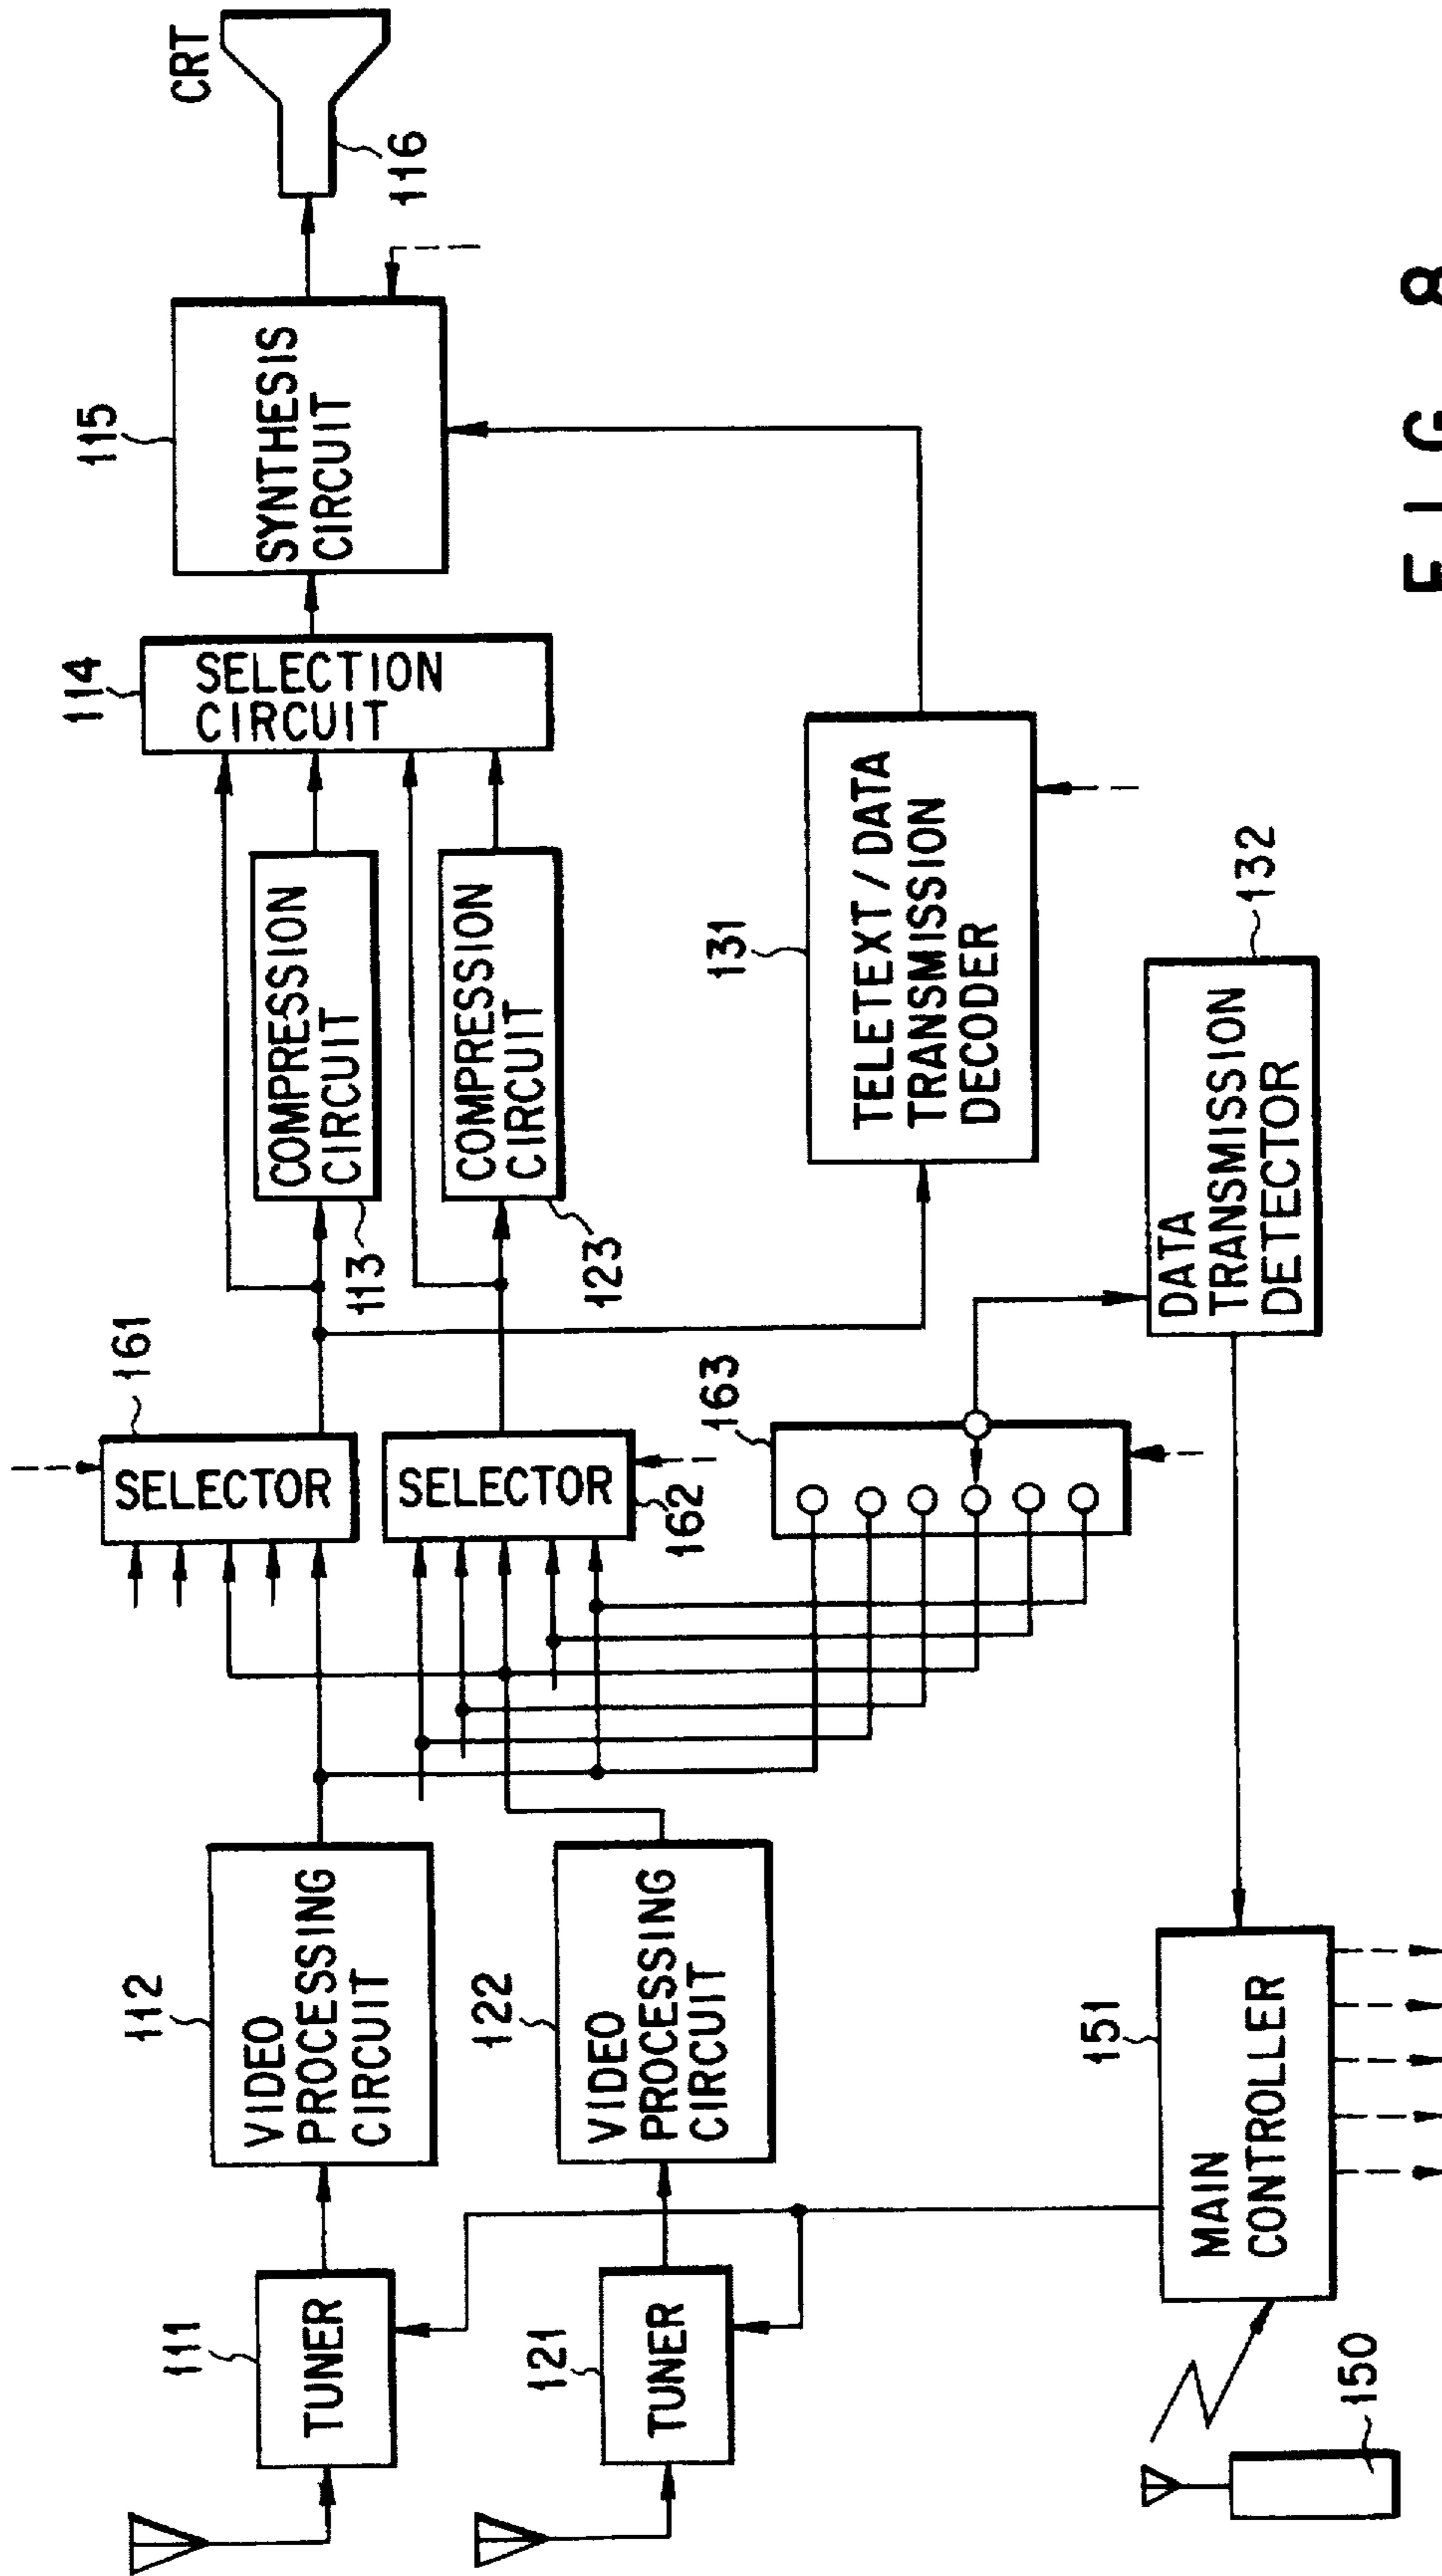 111
TUNER
112
VIDEO
PROCESSING
CIRCUIT
161
SELECTOR
113
COMPRESSION
CIRCUIT
114
SELECTION
CIRCUIT
115
SYNTHESIS
CIRCUIT
CRT
116
121
TUNER
122
VIDEO
PROCESSING
CIRCUIT
SELECTOR
162
123
COMPRESSION
CIRCUIT
163
131
TELETEXT / DATA
TRANSMISSION
DECODER
151
MAIN
CONTROLLER
132
DATA
TRANSMISSION
DETECTOR
150
FIG 8